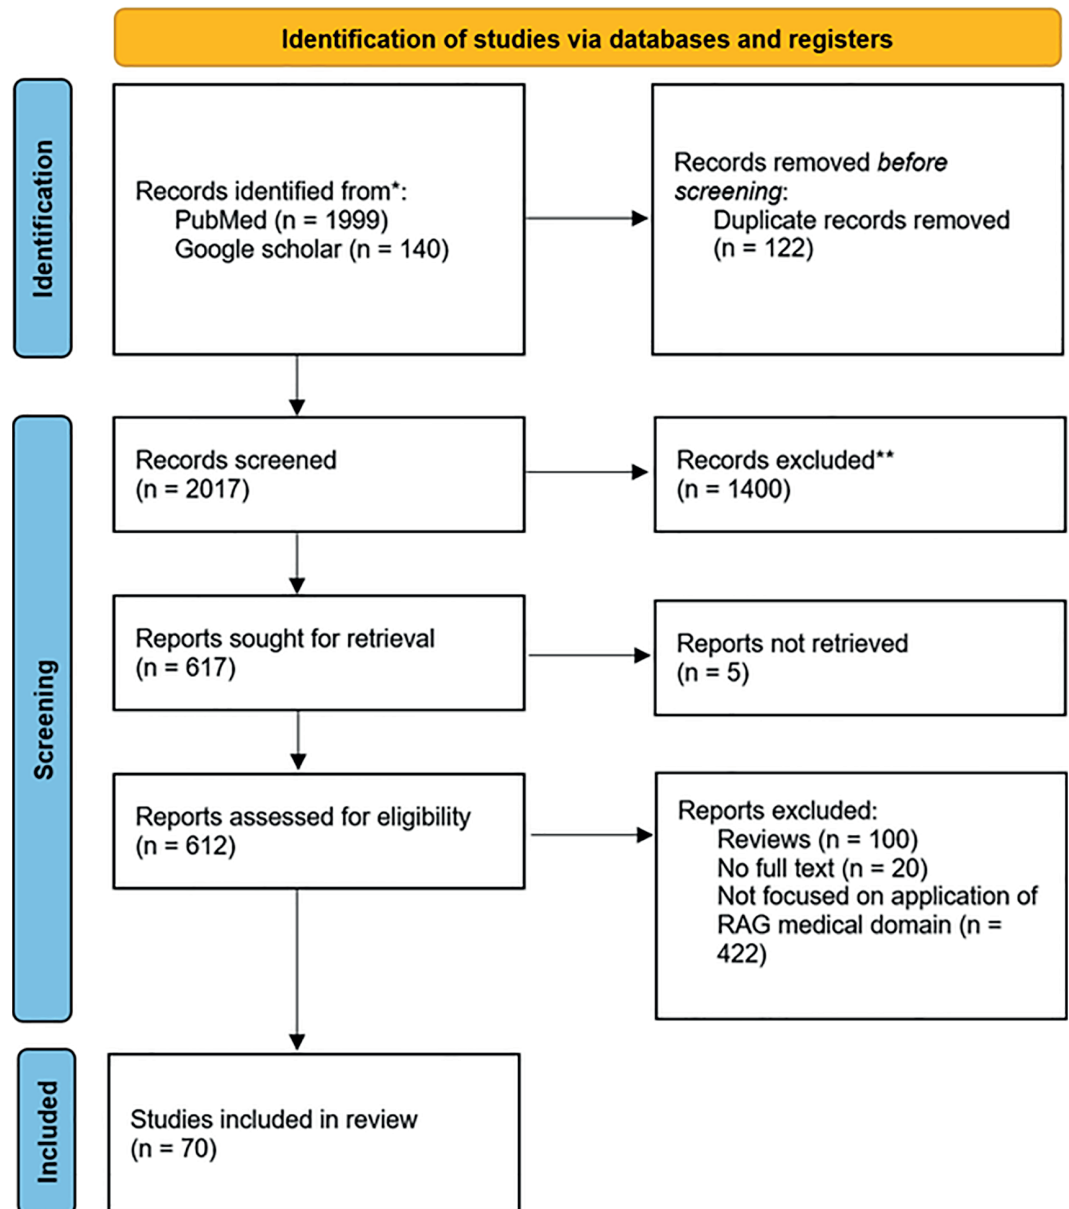 Identification of studies via databases and registers
Identification
Records identified from*:
PubMed (n = 1999)
Google scholar (n = 140)
Records removed before
screening:
Duplicate records removed
(n = 122)
Screening
Records screened
(n = 2017)
Records excluded**
(n = 1400)
Reports sought for retrieval
(n = 617)
Reports not retrieved
(n = 5)
Reports assessed for eligibility
(n = 612)
Reports excluded:
Reviews (n = 100)
No full text (n = 20)
Not focused on application of
RAG medical domain (n =
422)
Included
Studies included in review
(n = 70)